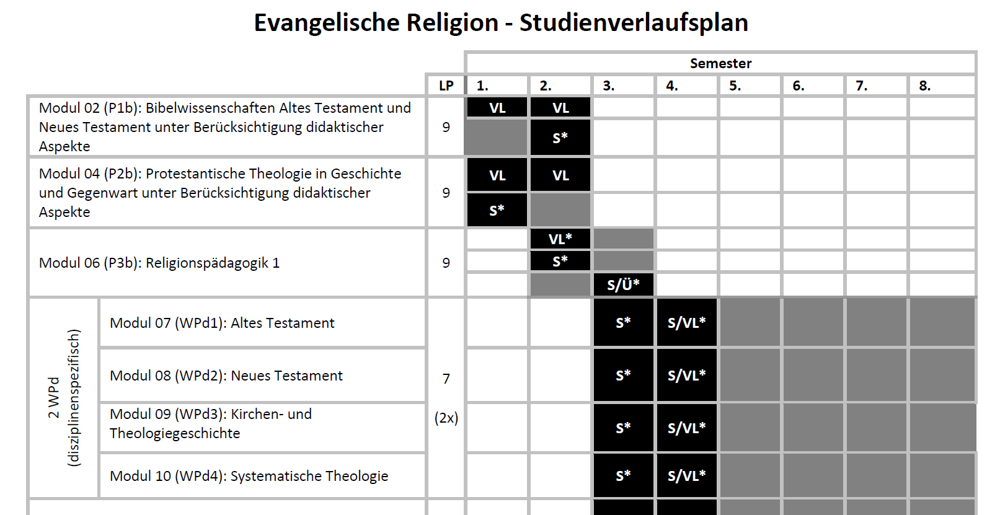 Evangelische Religion - Studienverlaufsplan
Semester
LP 1. 2. 3. 4. 5. 6. 7. 8.
Modul 02 (P1b): Bibelwissenschaften Altes Testament und
Neues Testament unter Berücksichtigung didaktischer
Aspekte
9
VL VL
S*
Modul 04 (P2b): Protestantische Theologie in Geschichte
und Gegenwart unter Berücksichtigung didaktischer
Aspekte
9
VL VL
S*
Modul 06 (P3b): Religionspädagogik 1
9
VL*
S*
S/Ü*
2 WPd
(disziplinenspezifisch)
Modul 07 (WPd1): Altes Testament
S* S/VL*
Modul 08 (WPd2): Neues Testament
S* S/VL*
7
(2x)
Modul 09 (WPd3): Kirchen- und
Theologiegeschichte
S* S/VL*
Modul 10 (WPd4): Systematische Theologie
S* S/VL*